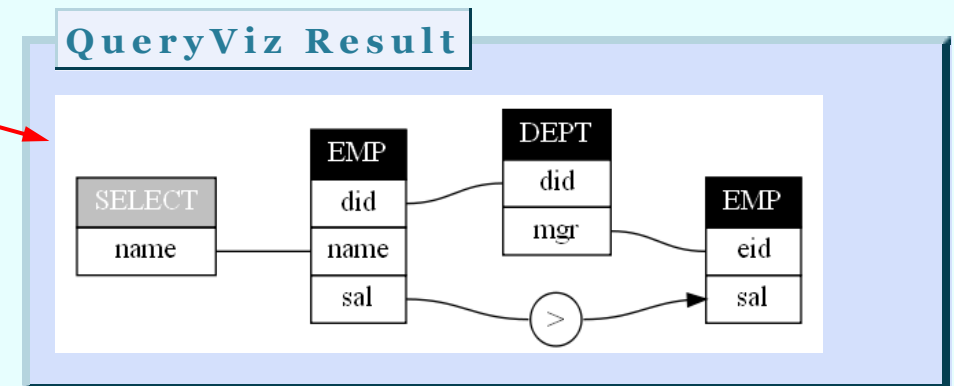 QueryViz Result
SELECT
name
EMP
did
name
sal
DEPT
did
mgr
>
EMP
eid
sal